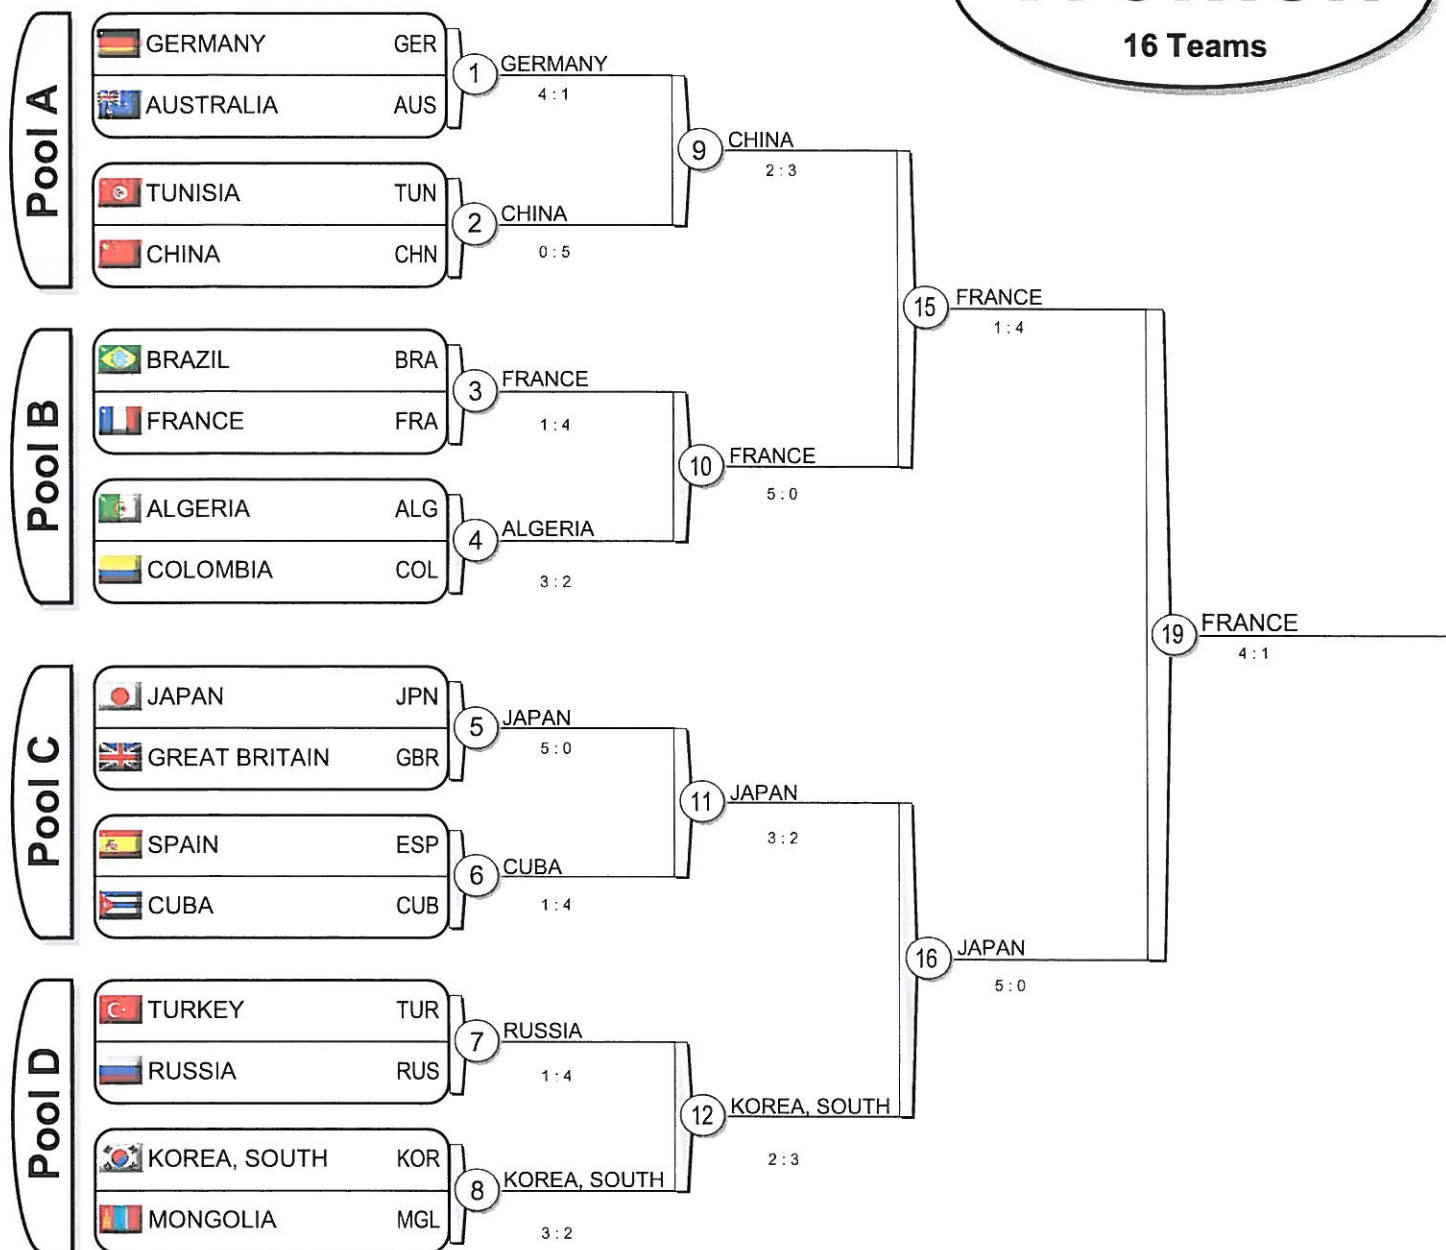 16 Teams
Pool A
GERMANY GER
AUSTRALIA AUS
1 GERMANY
4 : 1
TUNISIA TUN
CHINA CHN
2 CHINA
0 : 5
9 CHINA
2 : 3
Pool B
BRAZIL BRA
FRANCE FRA
3 FRANCE
1 : 4
ALGERIA ALG
COLOMBIA COL
4 ALGERIA
3 : 2
10 FRANCE
5 : 0
15 FRANCE
1 : 4
Pool C
JAPAN JPN
GREAT BRITAIN GBR
5 JAPAN
5 : 0
SPAIN ESP
CUBA CUB
6 CUBA
1 : 4
11 JAPAN
3 : 2
Pool D
TURKEY TUR
RUSSIA RUS
7 RUSSIA
1 : 4
KOREA, SOUTH KOR
MONGOLIA MGL
8 KOREA, SOUTH
3 : 2
12 KOREA, SOUTH
2 : 3
16 JAPAN
5 : 0
19 FRANCE
4 : 1